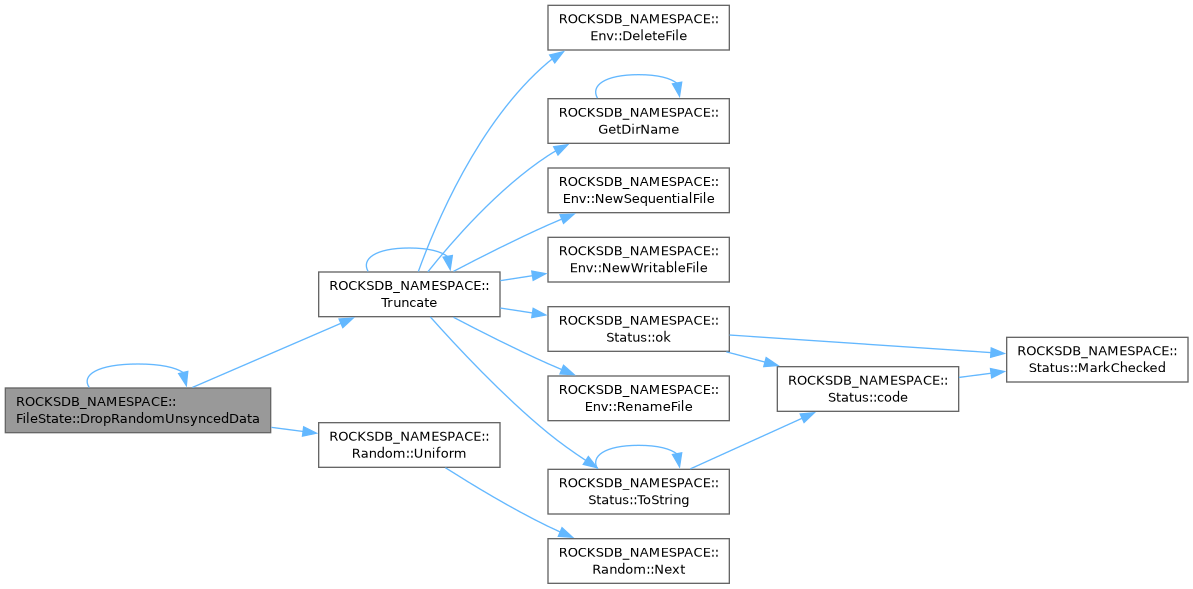 ROCKSDB_NAMESPACE::
FileState::DropRandomUnsyncedData
ROCKSDB_NAMESPACE::
Truncate
ROCKSDB_NAMESPACE::
Random::Uniform
ROCKSDB_NAMESPACE::
Env::DeleteFile
ROCKSDB_NAMESPACE::
GetDirName
ROCKSDB_NAMESPACE::
Env::NewSequentialFile
ROCKSDB_NAMESPACE::
Env::NewWritableFile
ROCKSDB_NAMESPACE::
Status::ok
ROCKSDB_NAMESPACE::
Env::RenameFile
ROCKSDB_NAMESPACE::
Status::ToString
ROCKSDB_NAMESPACE::
Random::Next
ROCKSDB_NAMESPACE::
Status::code
ROCKSDB_NAMESPACE::
Status::MarkChecked